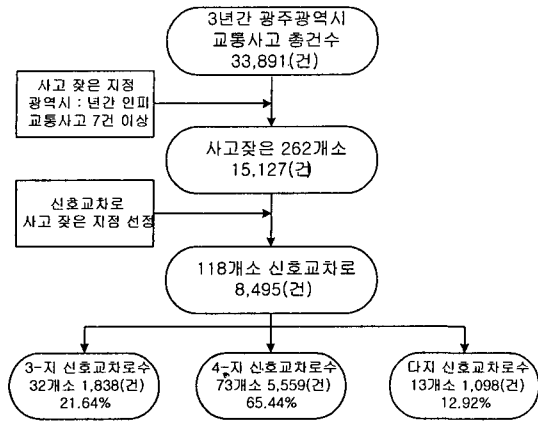 3년간 광주광역시
교통사고 총건수
33,891(건)
사고 잦은 지점
광역시 : 년간 인피
교통사고 7건 이상
사고잦은 262개소
15,127(건)
신호교차로
사고 잦은 지점 선정
118개소 신호교차로
8,495(건)
3-지 신호교차로수
32개소 1,838(건)
21.64%
4-지 신호교차로수
73개소 5,559(건)
65.44%
다지 신호교차로수
13개소 1,098(건)
12.92%